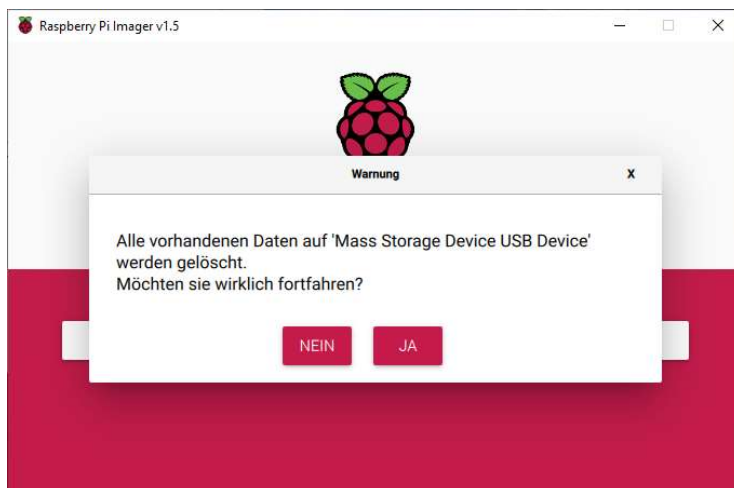 Raspberry Pi Imager v1.5
Warnung
X
Alle vorhandenen Daten auf 'Mass Storage Device USB Device'
werden gelöscht.
Möchten sie wirklich fortfahren?
NEIN JA